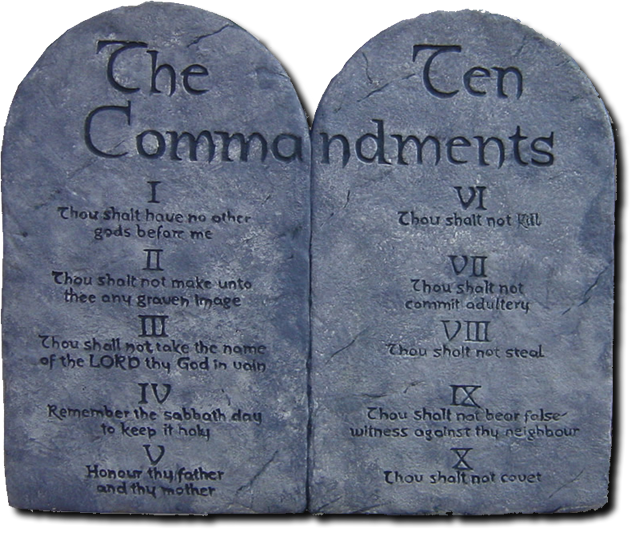 The Ten
Commandments
I
Thou shalt have no other
gods before me
II
Thou shalt not make unto
thee any graven image
III
Thou shalt not take the name
of the LORD thy God in vain
IV
Remember the sabbath day
to keep it holy
V
Honour thy father
and thy mother
VI
Thou shalt not kill
VII
Thou shalt not
commit adultery
VIII
Thou shalt not steal
IX
Thou shalt not bear false
witness against thy neighbour
X
Thou shalt not covet